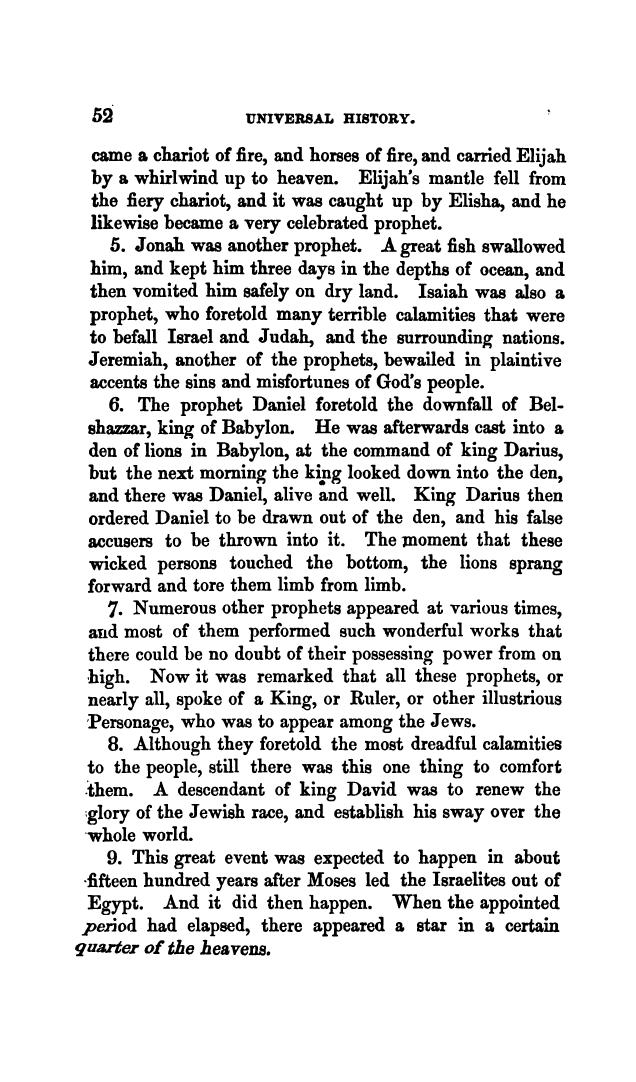 52 UNIVERSAL HISTORY.
came a chariot of fire, and horses of fire, and carried Elijah
by a whirlwind up to heaven. Elijah's mantle fell from
the fiery chariot, and it was caught up by Elisha, and he
likewise became a very celebrated prophet.
5. Jonah was another prophet. A great fish swallowed
him, and kept him three days in the depths of ocean, and
then vomited him safely on dry land. Isaiah was also a
prophet, who foretold many terrible calamities that were
to befall Israel and Judah, and the surrounding nations.
Jeremiah, another of the prophets, bewailed in plaintive
accents the sins and misfortunes of God's people.
6. The prophet Daniel foretold the downfall of Bel-
shazzar, king of Babylon. He was afterwards cast into a
den of lions in Babylon, at the command of king Darius,
but the next morning the king looked down into the den,
and there was Daniel, alive and well. King Darius then
ordered Daniel to be drawn out of the den, and his false
accusers to be thrown into it. The moment that these
wicked persons touched the bottom, the lions sprang
forward and tore them limb from limb.
7. Numerous other prophets appeared at various times,
and most of them performed such wonderful works that
there could be no doubt of their possessing power from on
high. Now it was remarked that all these prophets, or
nearly all, spoke of a King, or Ruler, or other illustrious
Personage, who was to appear among the Jews.
8. Although they foretold the most dreadful calamities
to the people, still there was this one thing to comfort
them. A descendant of king David was to renew the
glory of the Jewish race, and establish his sway over the
whole world.
9. This great event was expected to happen in about
fifteen hundred years after Moses led the Israelites out of
Egypt. And it did then happen. When the appointed
period had elapsed, there appeared a star in a certain
quarter of the heavens.